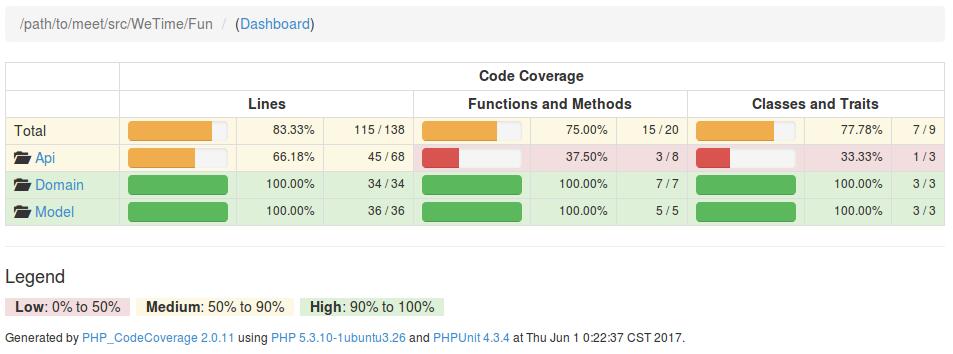 /path/to/meet/src/WeTime/Fun / (Dashboard)
Code Coverage
Lines Functions and Methods Classes and Traits
Total 83.33% 115 / 138 75.00% 15 / 20 77.78% 7 / 9
Api 66.18% 45 / 68 37.50% 3 / 8 33.33% 1 / 3
Domain 100.00% 34 / 34 100.00% 7 / 7 100.00% 3 / 3
Model 100.00% 36 / 36 100.00% 5 / 5 100.00% 3 / 3
Legend
Low: 0% to 50% Medium: 50% to 90% High: 90% to 100%
Generated by PHP_CodeCoverage 2.0.11 using PHP 5.3.10-1ubuntu3.26 and PHPUnit 4.3.4 at Thu Jun 1 0:22:37 CST 2017.